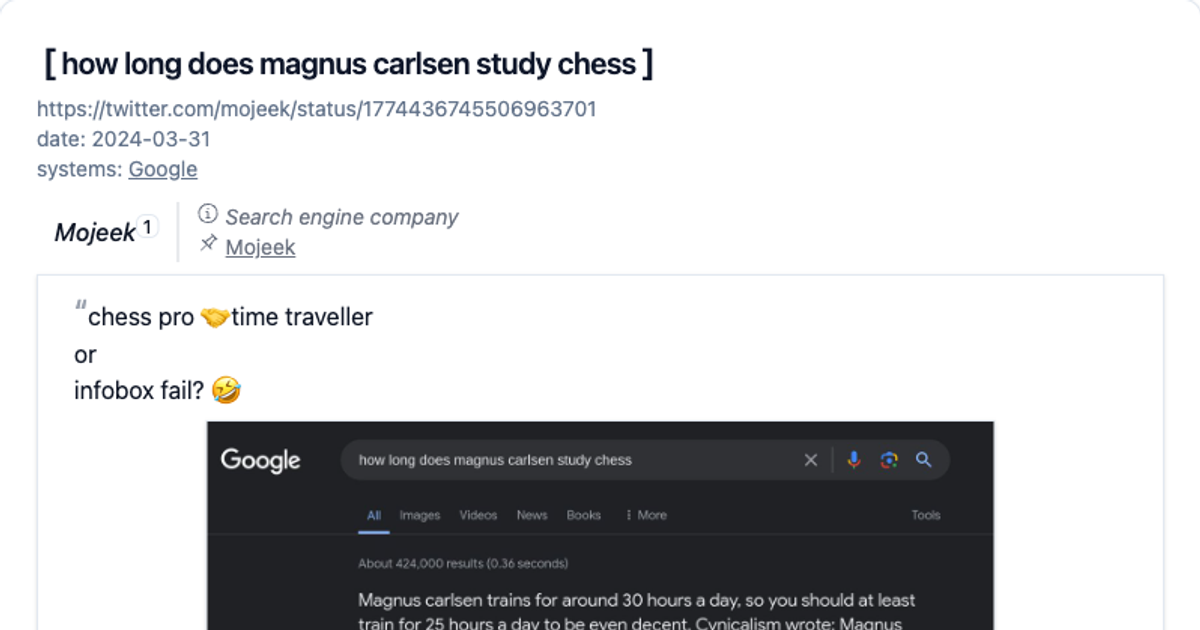 [ how long does magnus carlsen study chess ]
https://twitter.com/mojeek/status/1774436745506963701
date: 2024-03-31
systems: Google
Mojeek 1
Search engine company
Mojeek
“chess pro 🤝time traveller
or
infobox fail? 🤣
Google
how long does magnus carlsen study chess
All Images Videos News Books More Tools
About 424,000 results (0.36 seconds)
Magnus carlsen trains for around 30 hours a day, so you should at least
train for 25 hours a day to be even decent. Cynicalism wrote: Magnus